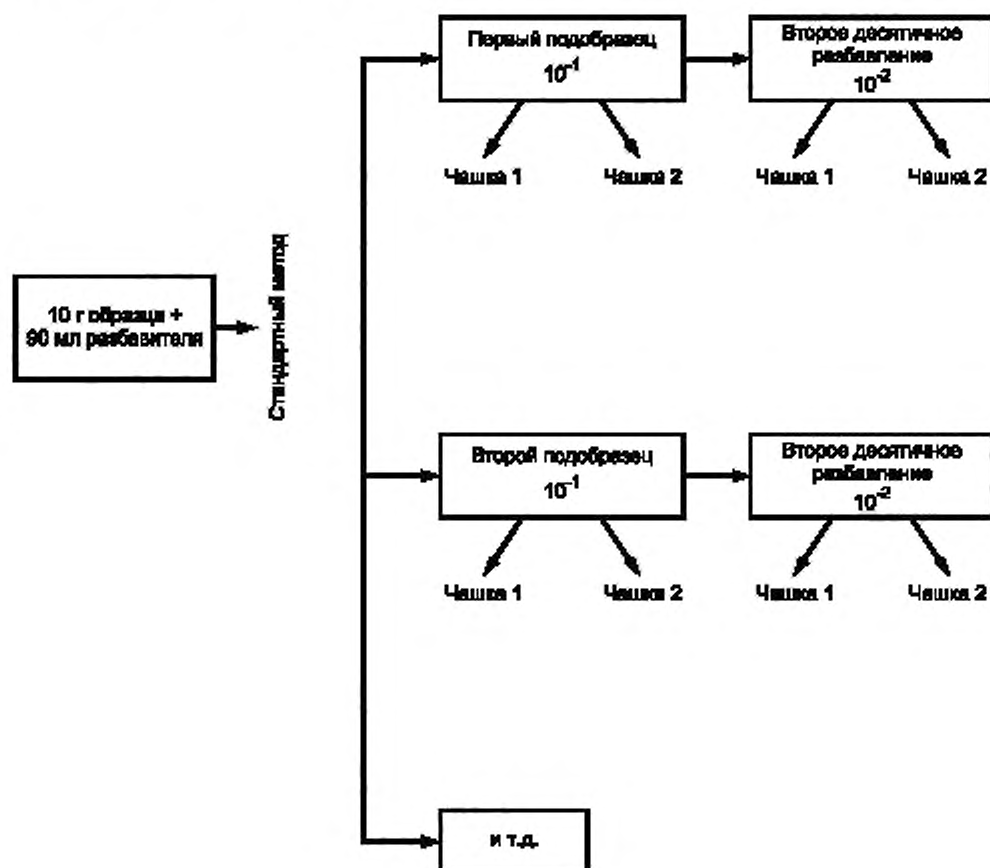 Первый подобразец
10⁻¹
Второе десятичное
разбавление
10⁻²
Чашка 1
Чашка 2
Чашка 1
Чашка 2
10 г образца +
90 мл разбавителя
Стандартный метод
Второй подобразец
10⁻¹
Второе десятичное
разбавление
10⁻²
Чашка 1
Чашка 2
Чашка 1
Чашка 2
и т.д.